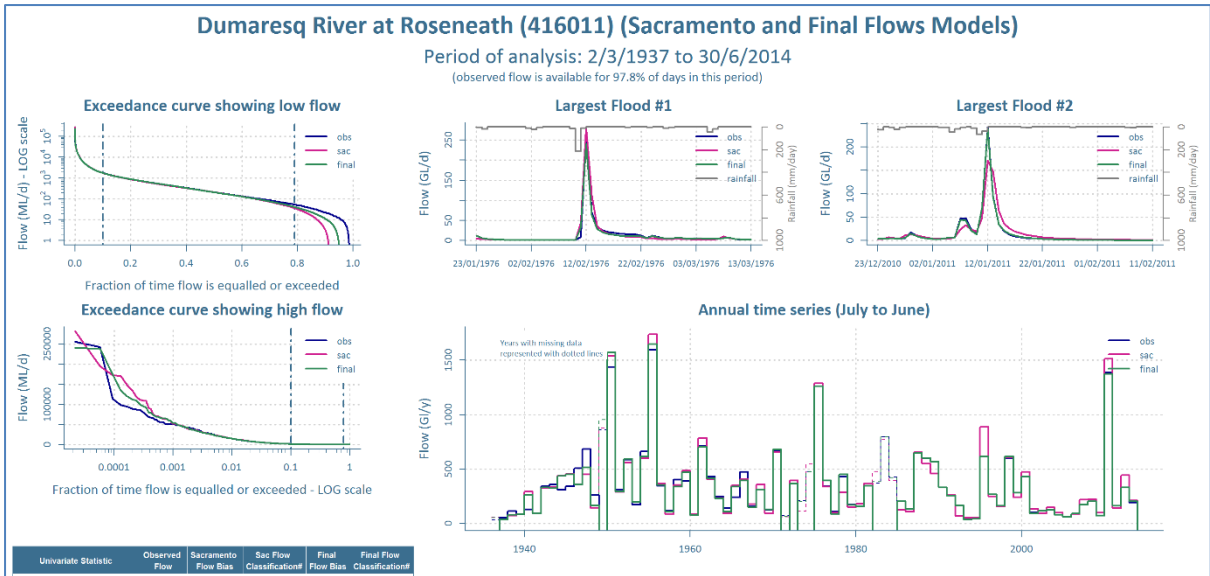 Dumaresq River at Roseneath (416011) (Sacramento and Final Flows Models)
Period of analysis: 2/3/1937 to 30/6/2014
(observed flow is available for 97.8% of days in this period)
Exceedance curve showing low flow
Flow (ML/d) - LOG scale
10^5
10^4
10^3
10^2
10
1
obs
sac
final
0.0 0.2 0.4 0.6 0.8 1.0
Fraction of time flow is equalled or exceeded
Largest Flood #1
Flow (GL/d)
250
150
100
50
0
obs
sac
final
rainfall
0
200
600
1000
Rainfall (mm/day)
23/01/1976 02/02/1976 12/02/1976 22/02/1976 03/03/1976 13/03/1976
Largest Flood #2
Flow (GL/d)
200
150
100
50
0
obs
sac
final
rainfall
0
200
600
1000
Rainfall (mm/day)
23/12/2010 02/01/2011 12/01/2011 22/01/2011 01/02/2011 11/02/2011
Exceedance curve showing high flow
Flow (ML/d)
250000
100000
0
obs
sac
final
0.0001 0.001 0.01 0.1 1
Fraction of time flow is equalled or exceeded - LOG scale
Annual time series (July to June)
Years with missing data
represented with dotted lines
Flow (Gl/y)
1500
1000
500
0
obs
sac
final
1940 1960 1980 2000
Univariate Statistic Observed Flow Sacramento Flow Bias Sac Flow Classification# Final Flow Bias Final Flow Classification#